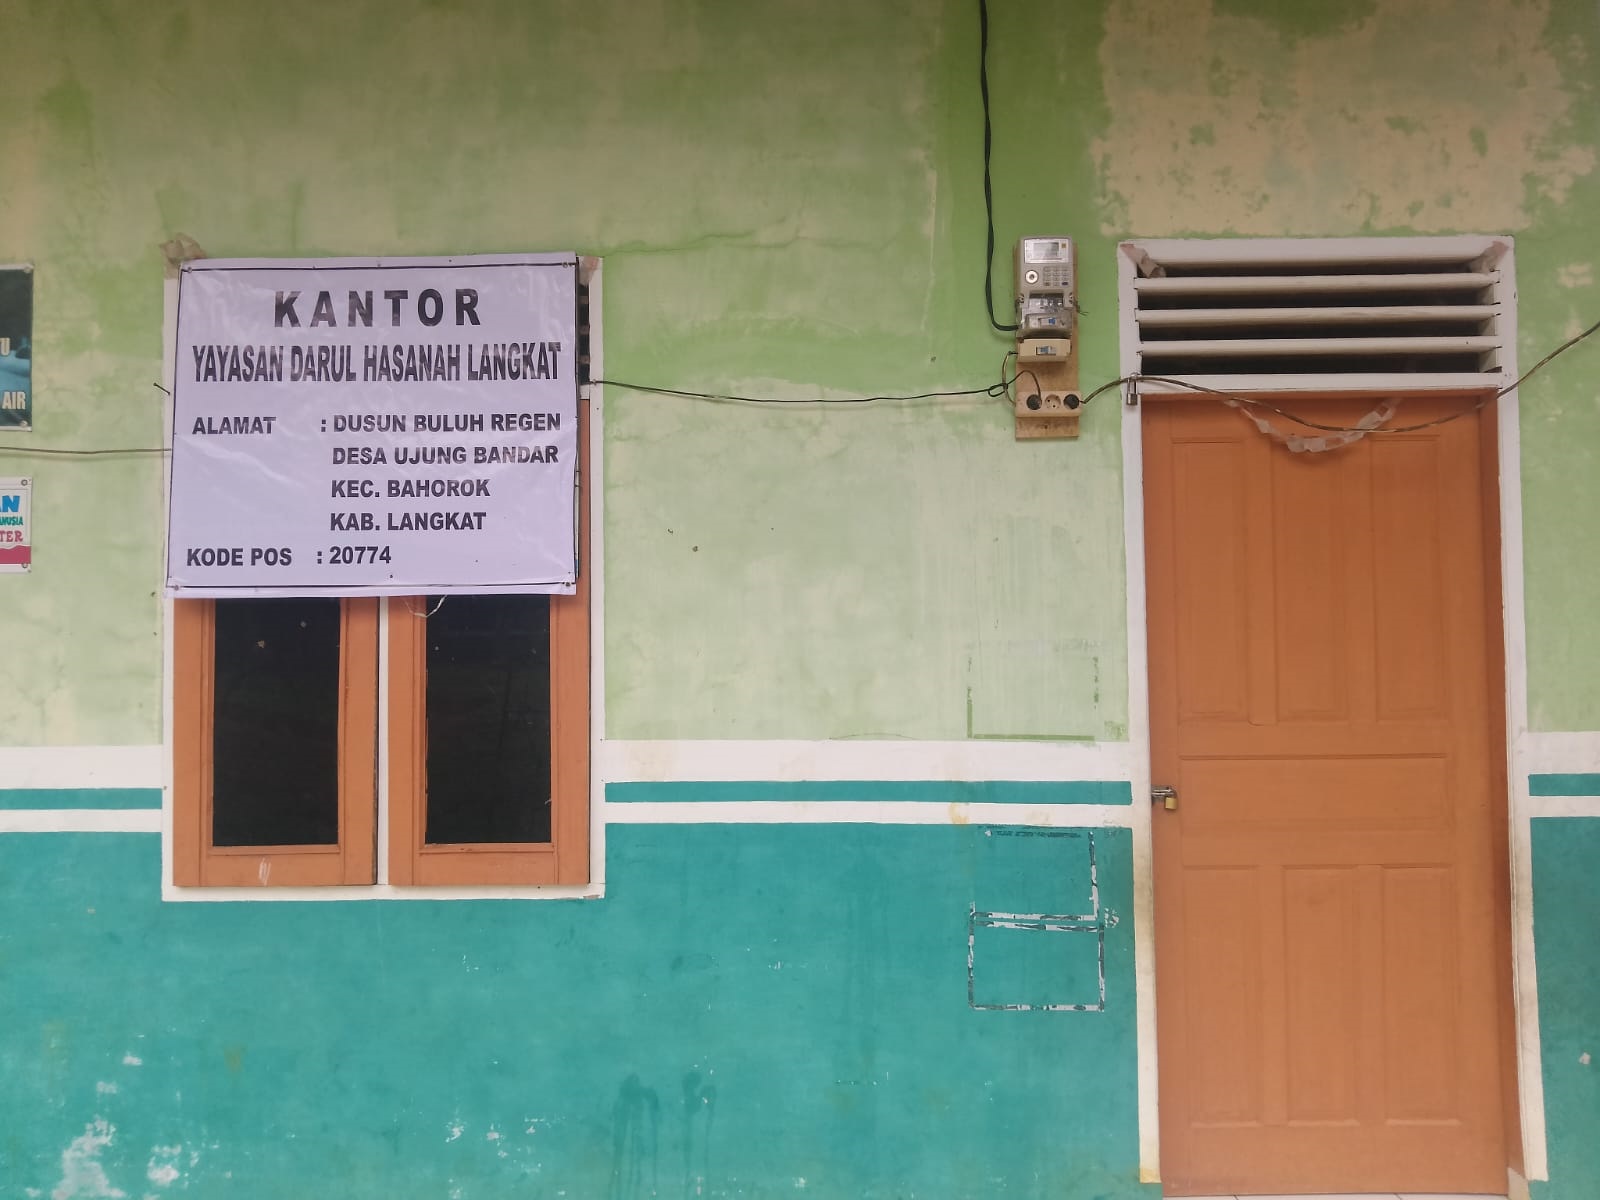 KANTOR
YAYASAN DARUL HASANAH LANGKAT
ALAMAT : DUSUN BULUH REGEN
DESA UJUNG BANDAR
KEC. BAHOROK
KAB. LANGKAT
KODE POS : 20774
AIR